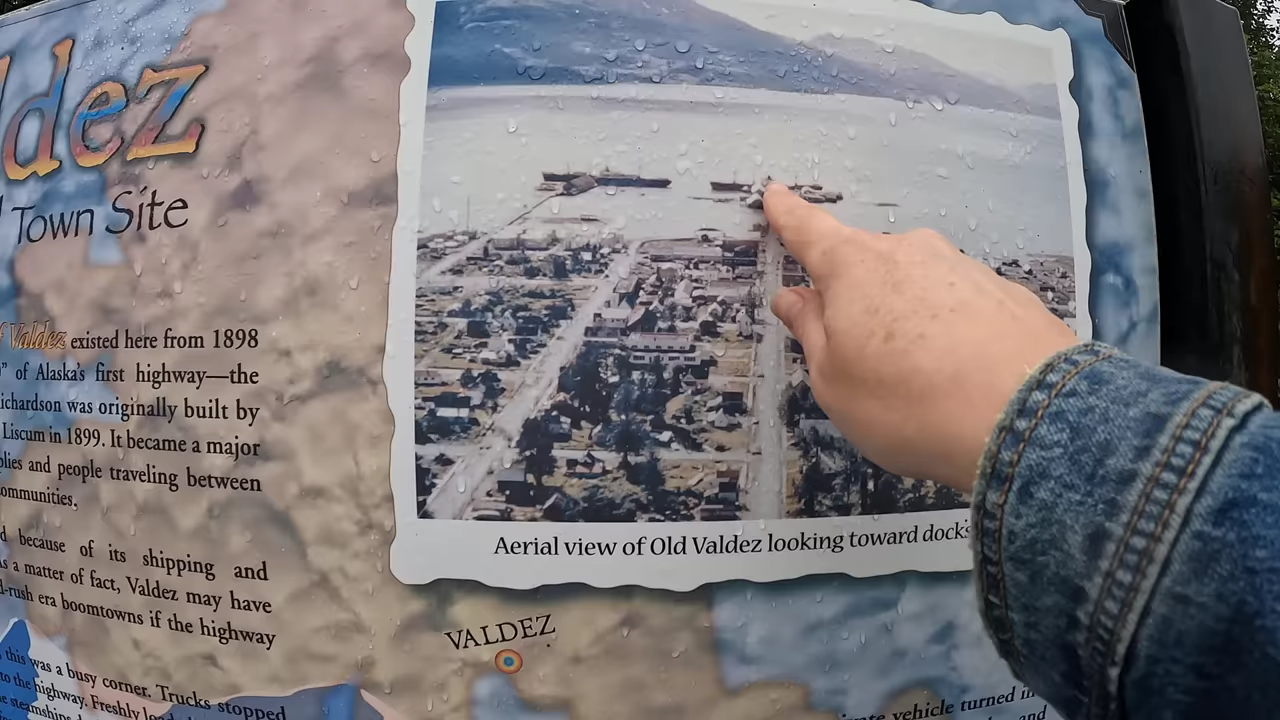 ldez
Town Site
Valdez existed here from 1898
of Alaska's first highway—the
ichardson was originally built by
Liscum in 1899. It became a major
plies and people traveling between
ommunities.
d because of its shipping and
s a matter of fact, Valdez may have
d-rush era boomtowns if the highway
this was a busy corner. Trucks stopped
to the highway. Freshly
steamships
Aerial view of Old Valdez looking toward docks
VALDEZ
vehicle turned in
and